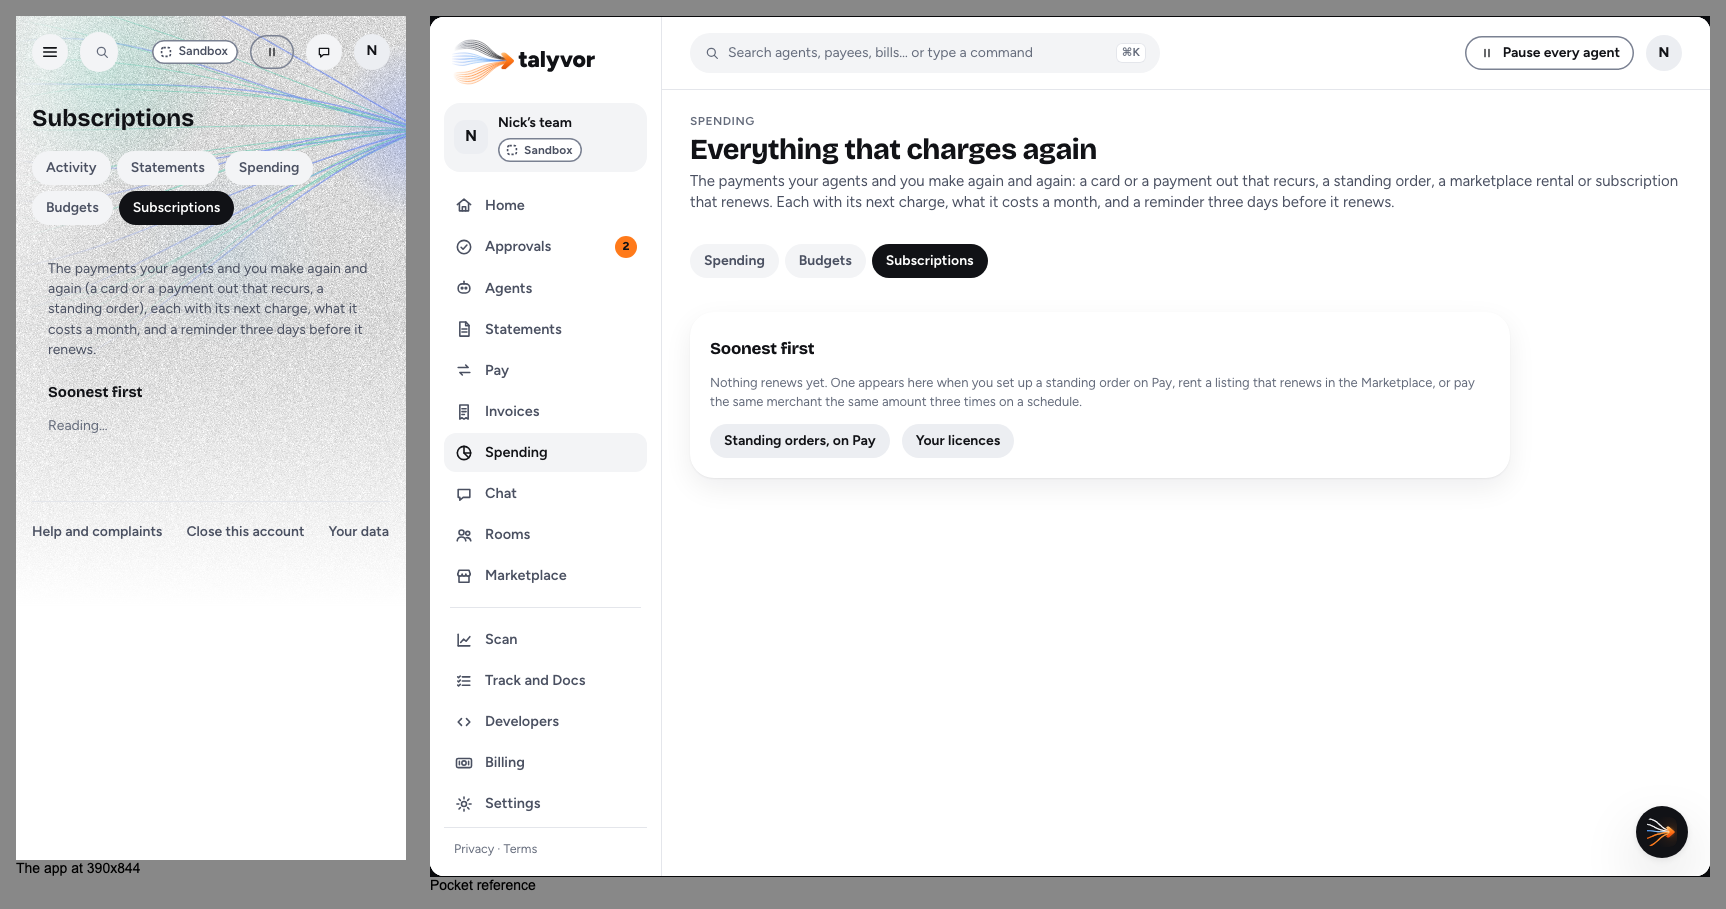 Sandbox
N
Subscriptions
Activity
Statements
Spending
Budgets
Subscriptions
The payments your agents and you make again and
again (a card or a payment out that recurs, a
standing order), each with its next charge, what it
costs a month, and a reminder three days before it
renews.
Soonest first
Reading...
Help and complaints
Close this account
Your data
The app at 390x844
talyvor
N
Nick's team
Sandbox
Home
Approvals
2
Agents
Statements
Pay
Invoices
Spending
Chat
Rooms
Marketplace
Scan
Track and Docs
Developers
Billing
Settings
Privacy · Terms
Search agents, payees, bills... or type a command
⌘K
Pause every agent
N
SPENDING
Everything that charges again
The payments your agents and you make again and again: a card or a payment out that recurs, a standing order, a marketplace rental or subscription
that renews. Each with its next charge, what it costs a month, and a reminder three days before it renews.
Spending
Budgets
Subscriptions
Soonest first
Nothing renews yet. One appears here when you set up a standing order on Pay, rent a listing that renews in the Marketplace, or pay
the same merchant the same amount three times on a schedule.
Standing orders, on Pay
Your licences
Pocket reference